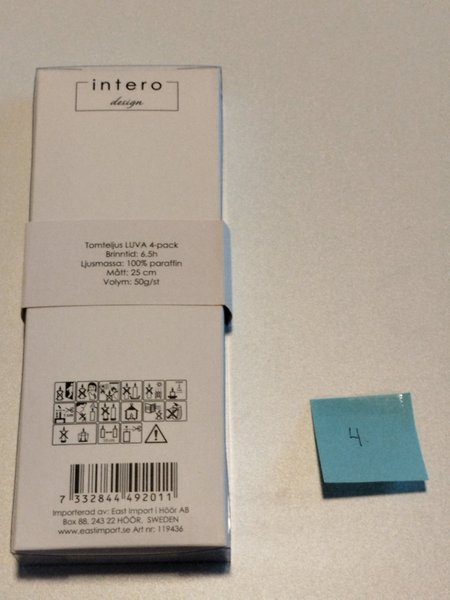 intero
design
Tomteljus LUVA 4-pack
Brinntid: 6.5h
Ljusmassa: 100% paraffin
Mått: 25 cm
Volym: 50g/st
7 332844 492011
Importerad av: East Import i Höör AB
Box 88, 243 22 HÖÖR, SWEDEN
www.eastimport.se Art nr: 119436
4